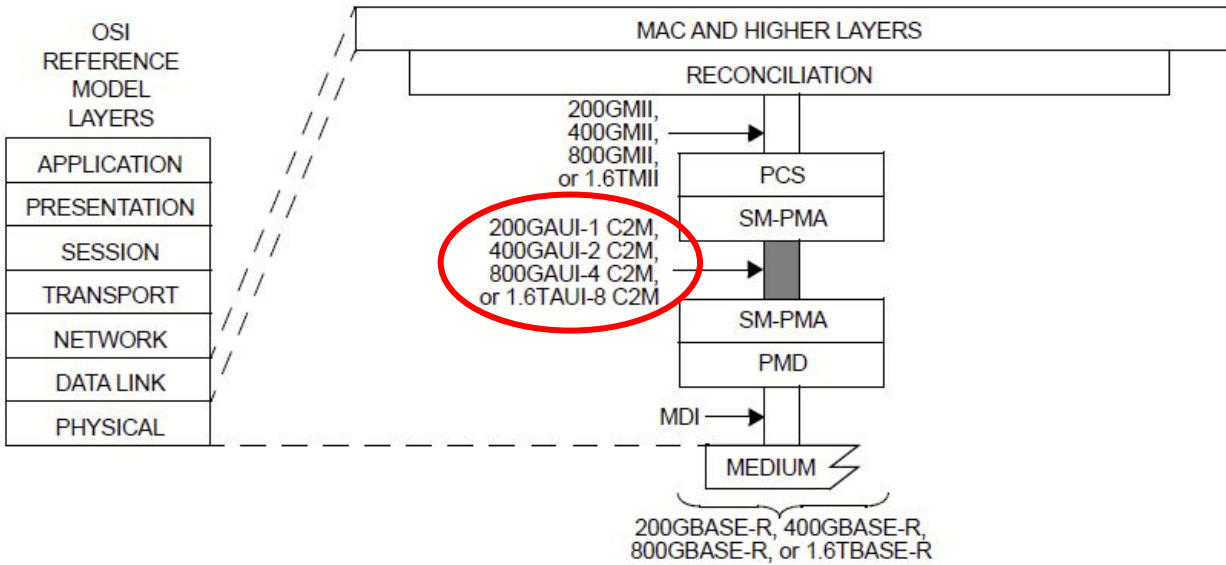 OSI
REFERENCE
MODEL
LAYERS
APPLICATION
PRESENTATION
SESSION
TRANSPORT
NETWORK
DATA LINK
PHYSICAL
MAC AND HIGHER LAYERS
RECONCILIATION
200GMII,
400GMII,
800GMII,
or 1.6TMII
PCS
SM-PMA
200GAUI-1 C2M,
400GAUI-2 C2M,
800GAUI-4 C2M,
or 1.6TAUI-8 C2M
SM-PMA
PMD
MDI
MEDIUM
200GBASE-R, 400GBASE-R,
800GBASE-R, or 1.6TBASE-R